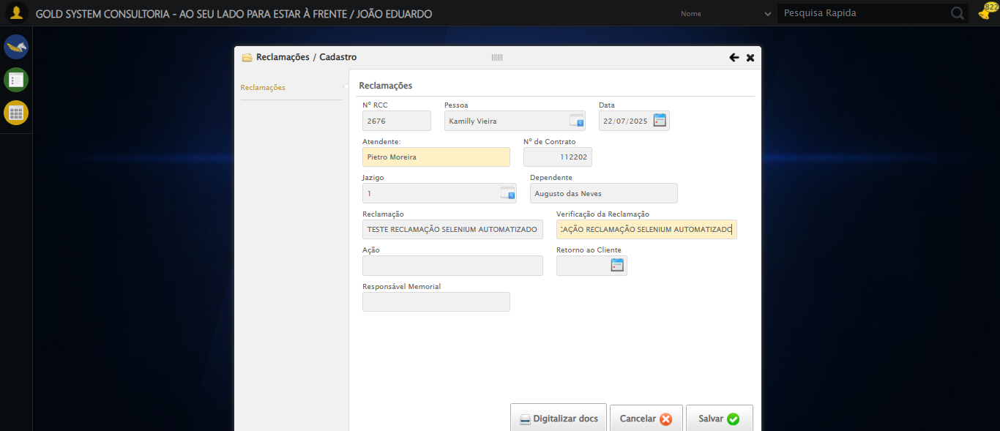 GOLD SYSTEM CONSULTORIA - AO SEU LADO PARA ESTAR À FRENTE / JOÃO EDUARDO
Nome
Pesquisa Rapida
822
Reclamações / Cadastro
Reclamações
Reclamações
Nº RCC
Pessoa
Data
2676
Kamilly Vieira
22/07/2025
Atendente:
Nº de Contrato
Pietro Moreira
112202
Jazigo
Dependente
1
Augusto das Neves
Reclamação
Verificação da Reclamação
TESTE RECLAMAÇÃO SELENIUM AUTOMATIZADO
CAÇÃO RECLAMAÇÃO SELENIUM AUTOMATIZADO
Ação
Retorno ao Cliente
Responsável Memorial
Digitalizar docs
Cancelar
Salvar